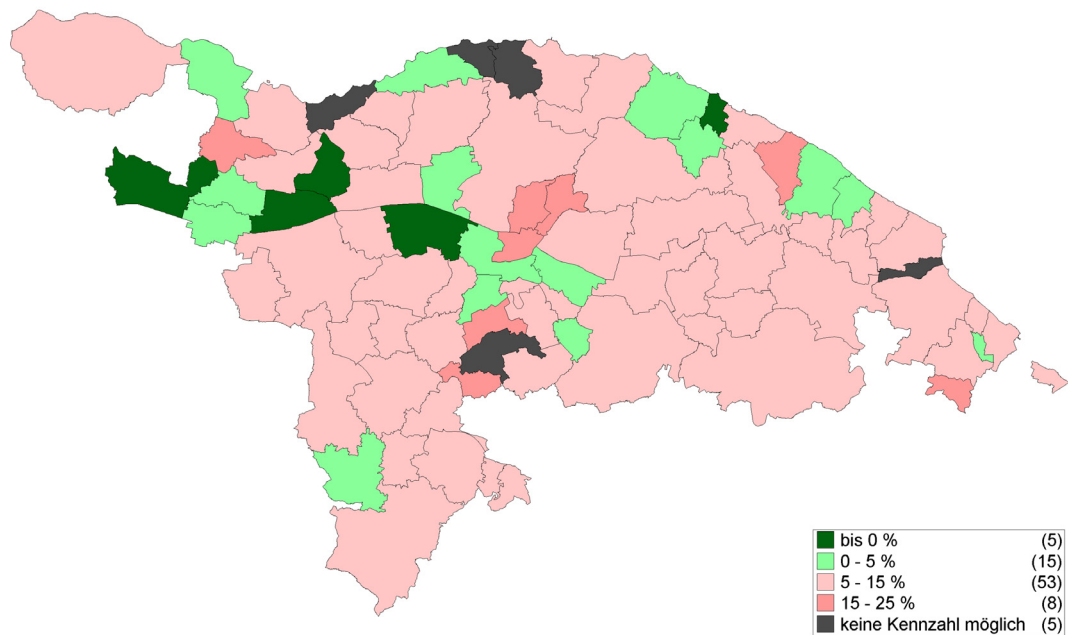 bis 0 % (5)
0 - 5 % (15)
5 - 15 % (53)
15 - 25 % (8)
keine Kennzahl möglich (5)